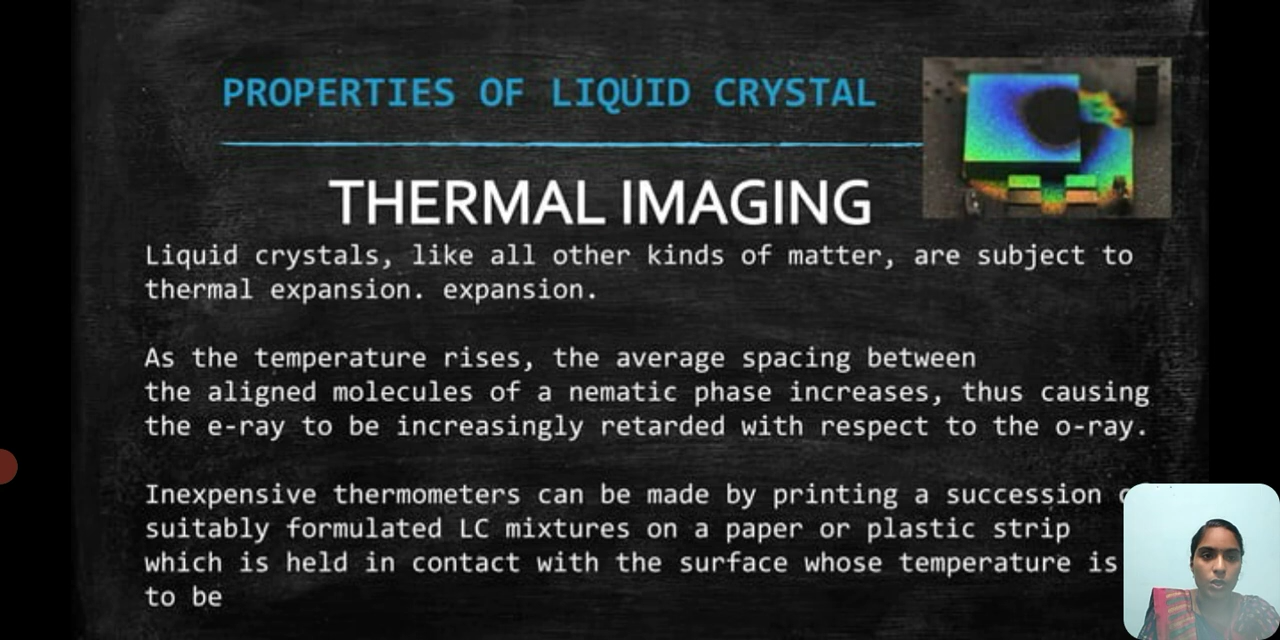 PROPERTIES OF LIQUID CRYSTAL
THERMAL IMAGING
Liquid crystals, like all other kinds of matter, are subject to
thermal expansion. expansion.
As the temperature rises, the average spacing between
the aligned molecules of a nematic phase increases, thus causing
the e-ray to be increasingly retarded with respect to the o-ray.
Inexpensive thermometers can be made by printing a succession
suitably formulated LC mixtures on a paper or plastic strip
which is held in contact with the surface whose temperature is
to be